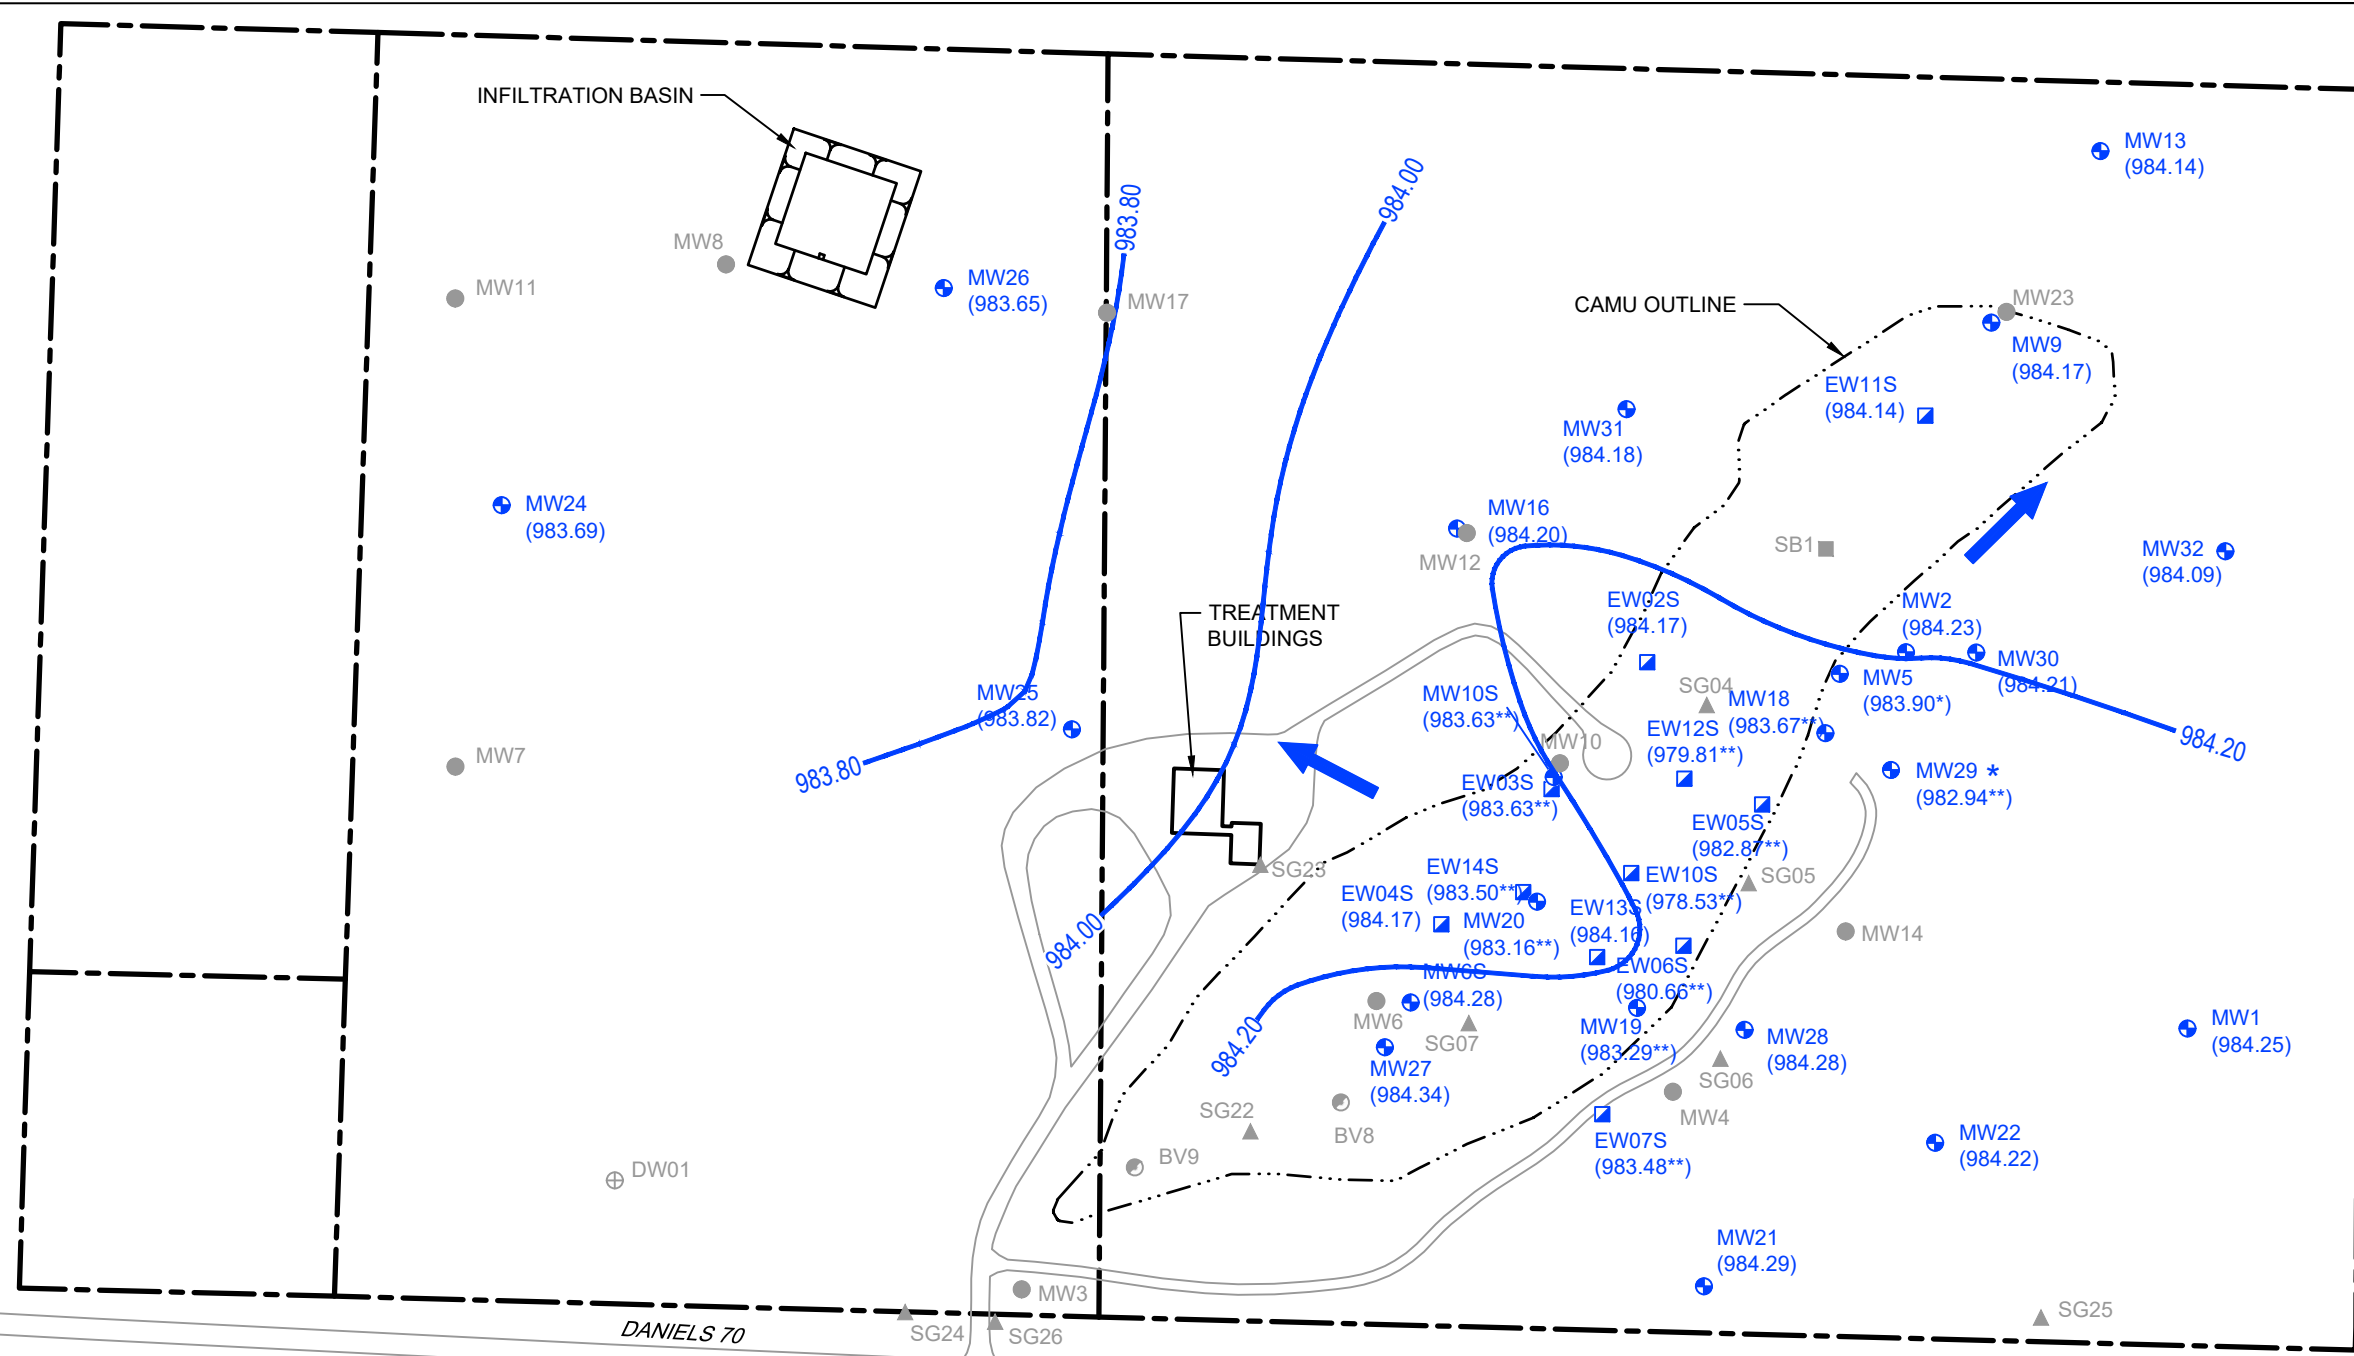 INFILTRATION BASIN
MW13
(984.14)
983.80
984.00
MW8
MW11
MW26
(983.65)
MW17
CAMU OUTLINE
MW23
MW9
(984.17)
EW11S
(984.14)
MW31
(984.18)
MW24
(983.69)
MW16
(984.20)
MW12
SB1
MW32
(984.09)
TREATMENT
BUILDINGS
EW02S
(984.17)
MW2
(984.23)
MW30
(984.21)
MW5
(983.90*)
MW25
(983.82)
MW10S
(983.63**)
SG04
MW18
(983.67**)
EW12S
(979.81**)
984.20
MW7
983.80
MW10
EW03S
(983.63**)
MW29 *
(982.94**)
EW05S
(982.87**)
SG23
EW14S
(983.50**)
EW10S
(978.53**)
SG05
EW04S
(984.17)
MW20
(983.16**)
EW13S
(984.16)
MW14
984.00
MW6S
(984.28)
EW06S
(980.66**)
MW6
SG07
984.20
MW19
(983.29**)
MW28
(984.28)
MW1
(984.25)
MW27
(984.34)
SG06
MW4
SG22
BV8
BV9
EW07S
(983.48**)
MW22
(984.22)
DW01
MW21
(984.29)
MW3
SG24
SG26
SG25
DANIELS 70